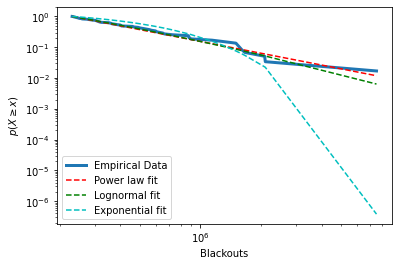 10⁰
10⁻¹
10⁻²
10⁻³
10⁻⁴
10⁻⁵
10⁻⁶
p(X ≥ x)
Empirical Data
Power law fit
Lognormal fit
Exponential fit
10⁶
Blackouts